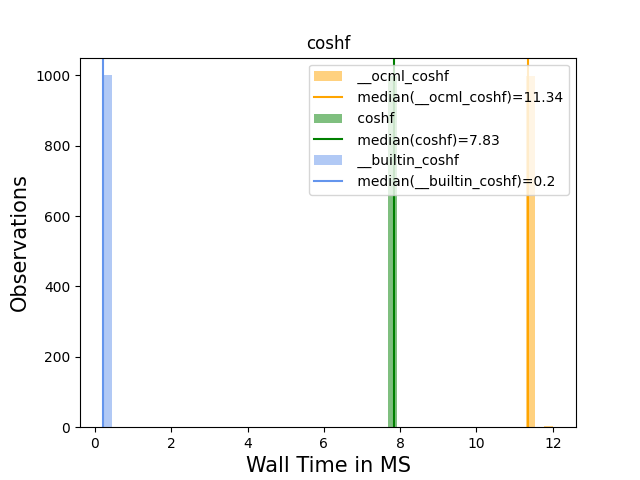 coshf
1000
800
600
400
200
0
Observations
__ocml_coshf
median(__ocml_coshf)=11.34
coshf
median(coshf)=7.83
__builtin_coshf
median(__builtin_coshf)=0.2
0 2 4 6 8 10 12
Wall Time in MS